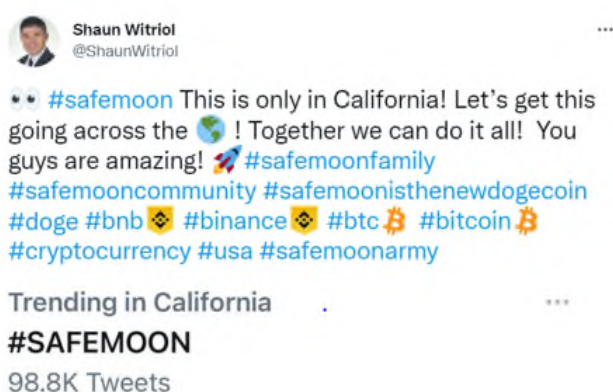 Shaun Witriol
@ShaunWitriol
👀 #safemoon This is only in California! Let's get this
going across the 🌎 ! Together we can do it all! You
guys are amazing! 🚀 #safemoonfamily
#safemooncommunity #safemoonisthenewdogecoin
#doge #bnb #binance #btc #bitcoin
#cryptocurrency #usa #safemoonarmy
Trending in California
#SAFEMOON
98.8K Tweets